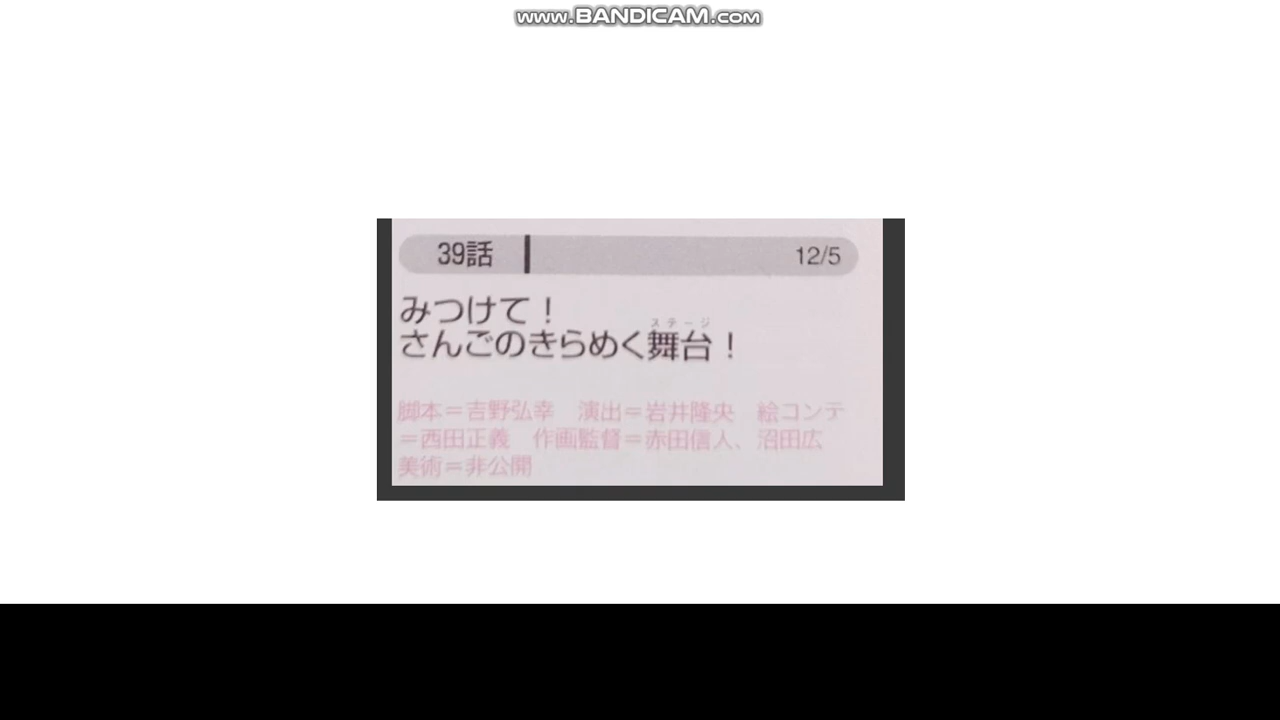 www.BANDICAM.com
39話 12/5
みつけて！
ステージ
さんごのきらめく舞台！
脚本＝吉野弘幸　演出＝岩井隆央　絵コンテ
＝西田正義　作画監督＝赤田信人、沼田広
美術＝非公開